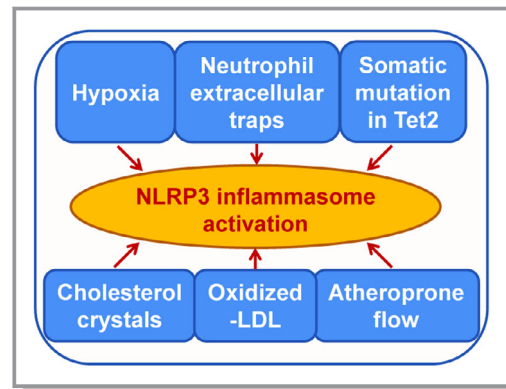 Hypoxia
Neutrophil
extracellular
traps
Somatic
mutation
in Tet2
NLRP3 inflammasome
activation
Cholesterol
crystals
Oxidized
-LDL
Atheroprone
flow